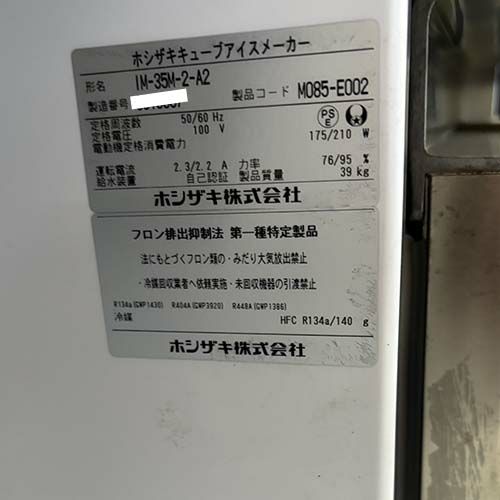 ホシザキキューブアイスメーカー
形名 IM-35M-2-A2
製造番号 製品コード M085-E002
定格周波数 50/60 Hz
定格電圧 100 V
電動機定格消費電力 175/210 W
PS E
運転電流 2.3/2.2 A 力率 76/95 %
給水装置 自己認証 製品質量 39 kg
ホシザキ株式会社
フロン排出抑制法 第一種特定製品
法にもとづくフロン類の・みだり大気放出禁止
・冷媒回収業者へ依頼実施・未回収機器の引渡禁止
R134a(GWP1430) R404A(GWP3920) R448A(GWP1386)
冷媒 HFC R134a/140 g
ホシザキ株式会社